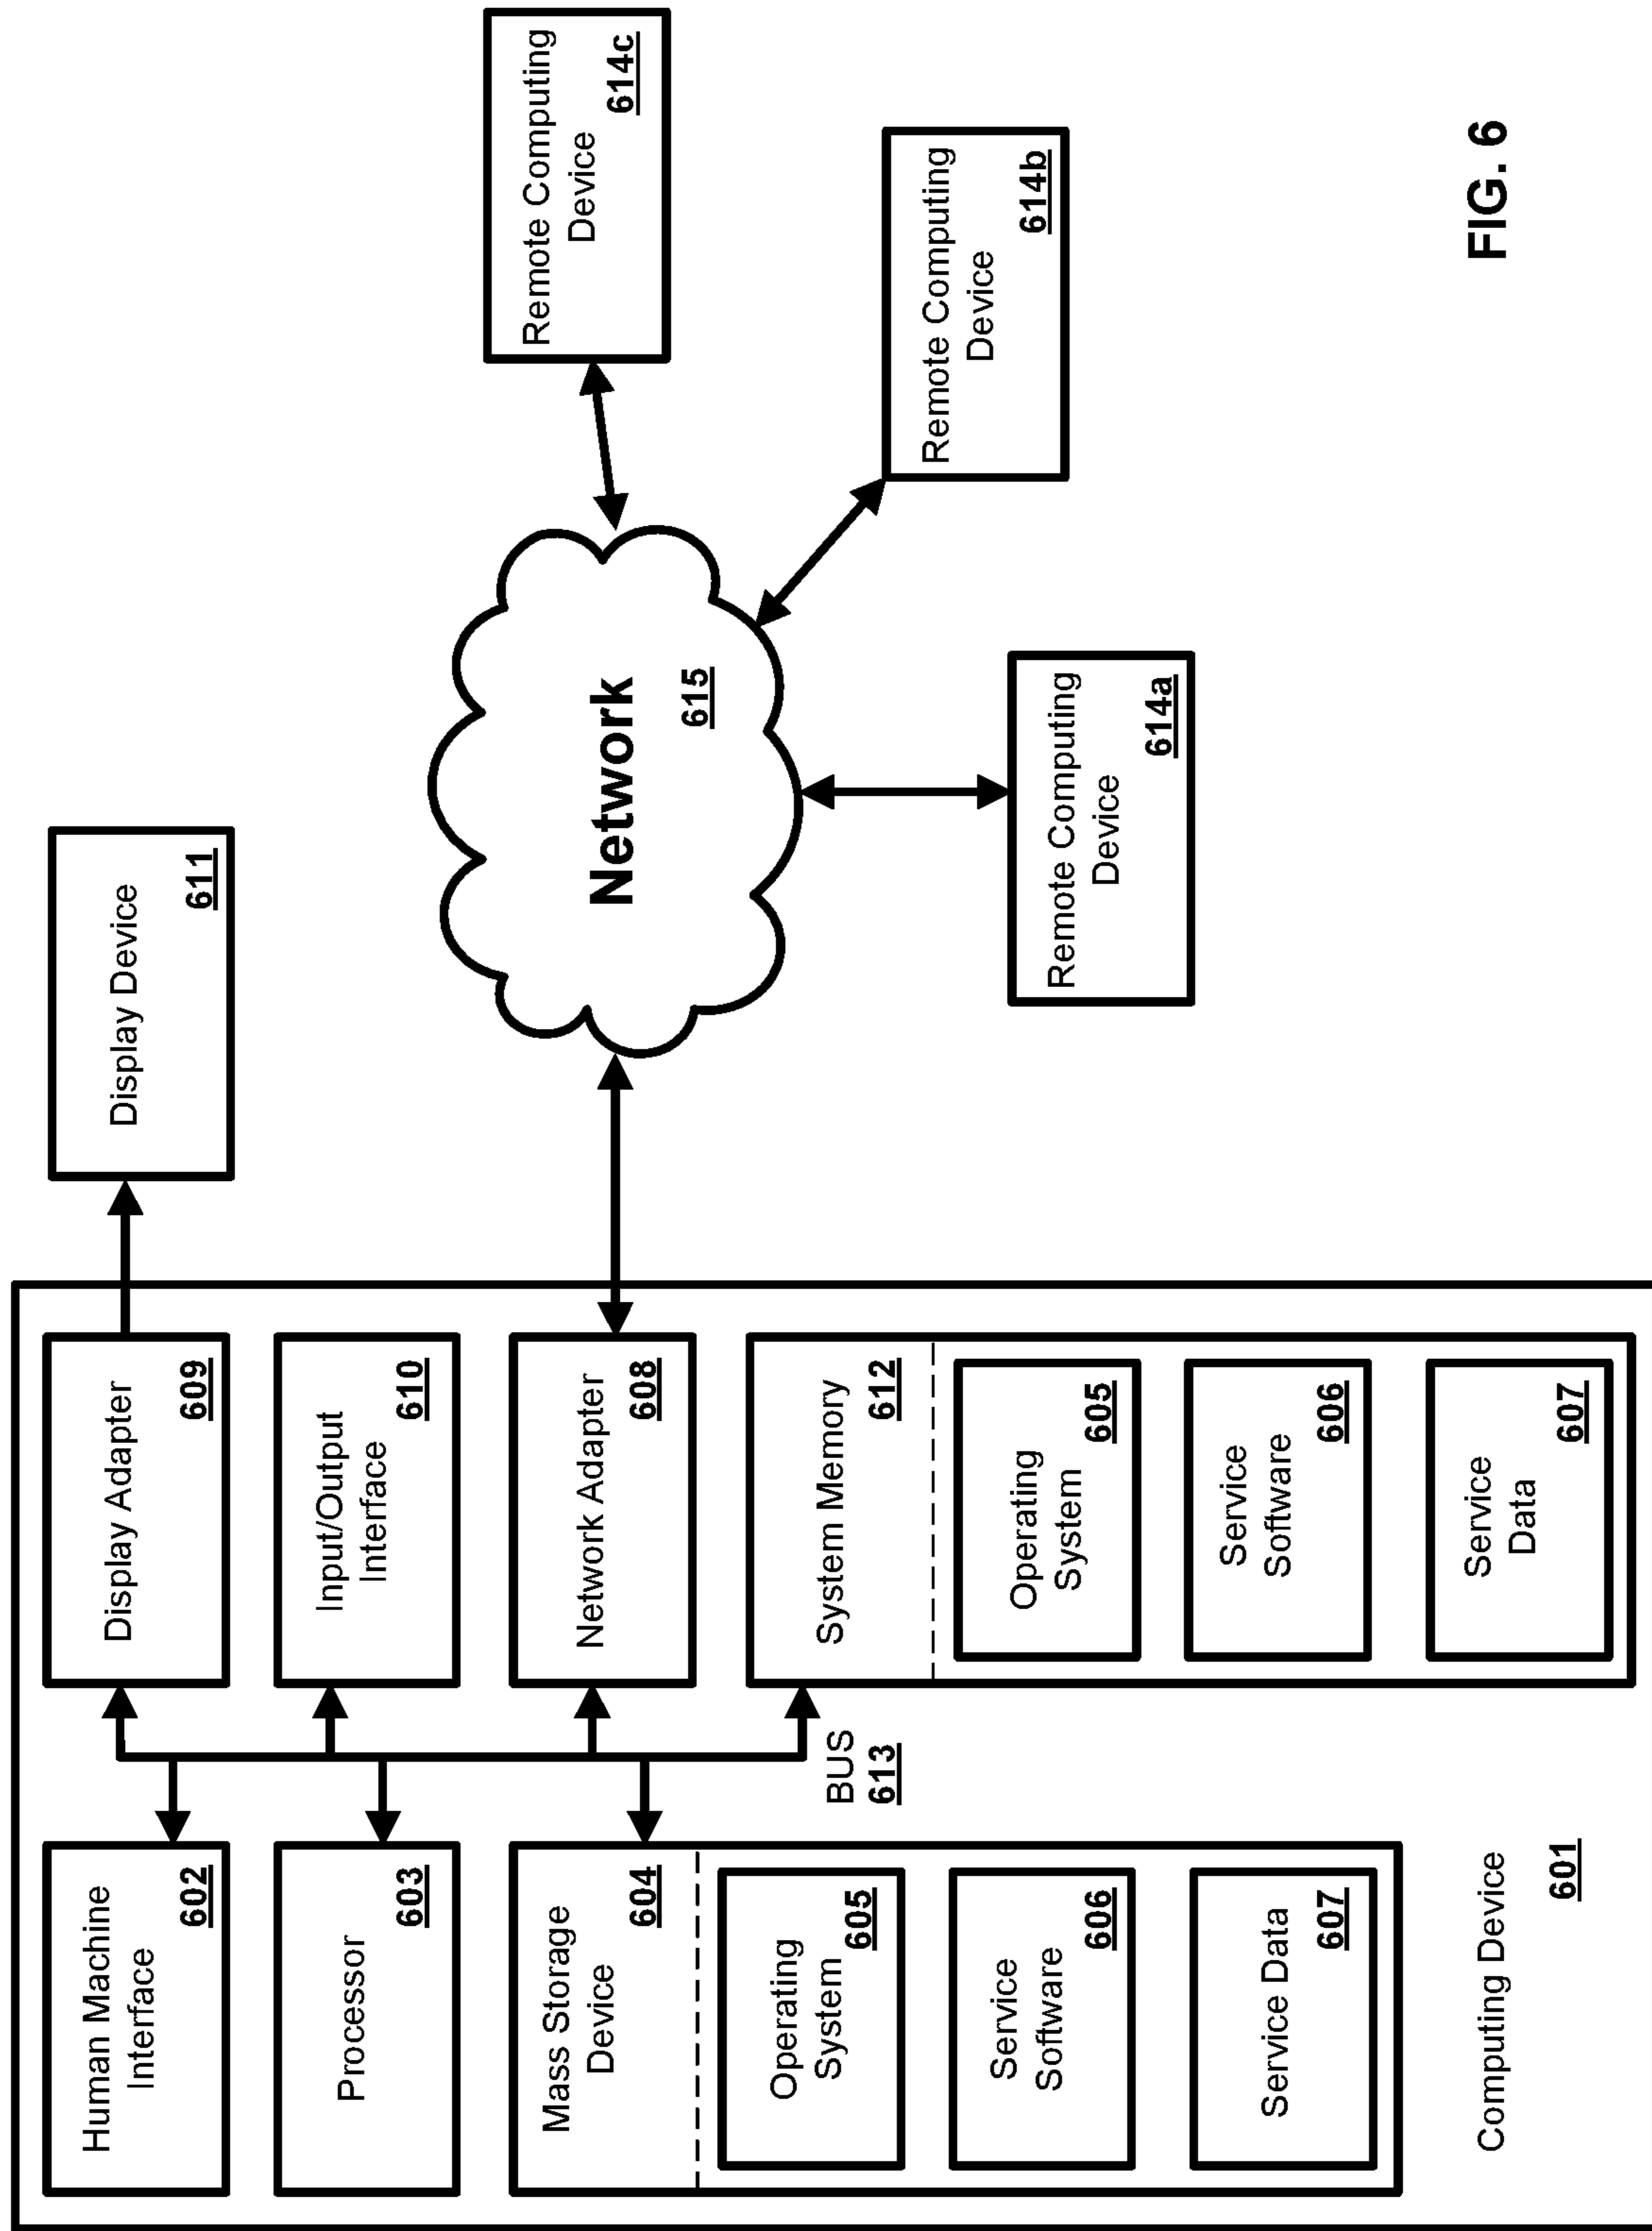 Human Machine
Interface
602
Processor
603
Mass Storage
Device
604
Operating
System
605
Service
Software
606
Service Data
607
Computing Device
601
BUS
613
Display Adapter
609
Input/Output
Interface
610
Network Adapter
608
System Memory
612
Operating
System
605
Service
Software
606
Service
Data
607
Display Device
611
Network
615
Remote Computing
Device
614a
Remote Computing
Device
614b
Remote Computing
Device
614c
FIG. 6